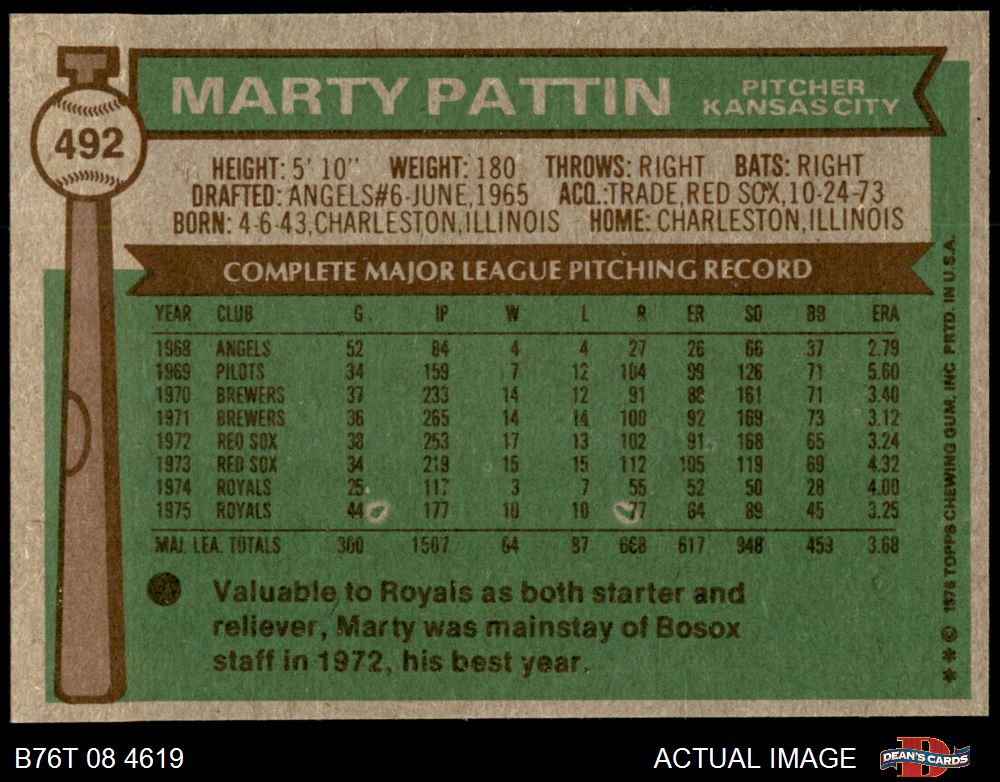 MARTY PATTIN PITCHER
KANSAS CITY
492
HEIGHT: 5' 10" WEIGHT: 180 THROWS: RIGHT BATS: RIGHT
DRAFTED: ANGELS#6-JUNE,1965 ACQ.:TRADE,RED SOX,10-24-73
BORN: 4-6-43,CHARLESTON,ILLINOIS HOME: CHARLESTON,ILLINOIS
COMPLETE MAJOR LEAGUE PITCHING RECORD
YEAR CLUB G IP W L R ER SO BB ERA
1968 ANGELS 52 84 4 4 27 26 66 37 2.79
1969 PILOTS 34 159 7 12 104 99 126 71 5.60
1970 BREWERS 37 233 14 12 91 88 161 71 3.40
1971 BREWERS 36 265 14 14 100 92 169 73 3.12
1972 RED SOX 38 253 17 13 102 91 168 65 3.24
1973 RED SOX 34 219 15 15 112 105 119 69 4.32
1974 ROYALS 25 117 3 7 55 52 50 28 4.00
1975 ROYALS 44 177 10 10 77 64 89 45 3.25
MAJ. LEA. TOTALS 300 1507 84 87 668 617 948 459 3.68
Valuable to Royals as both starter and
reliever, Marty was mainstay of Bosox
staff in 1972, his best year.
**© 1976 TOPPS CHEWING GUM, INC PRTD. IN U.S.A.
B76T 08 4619 ACTUAL IMAGE DEAN'S CARDS